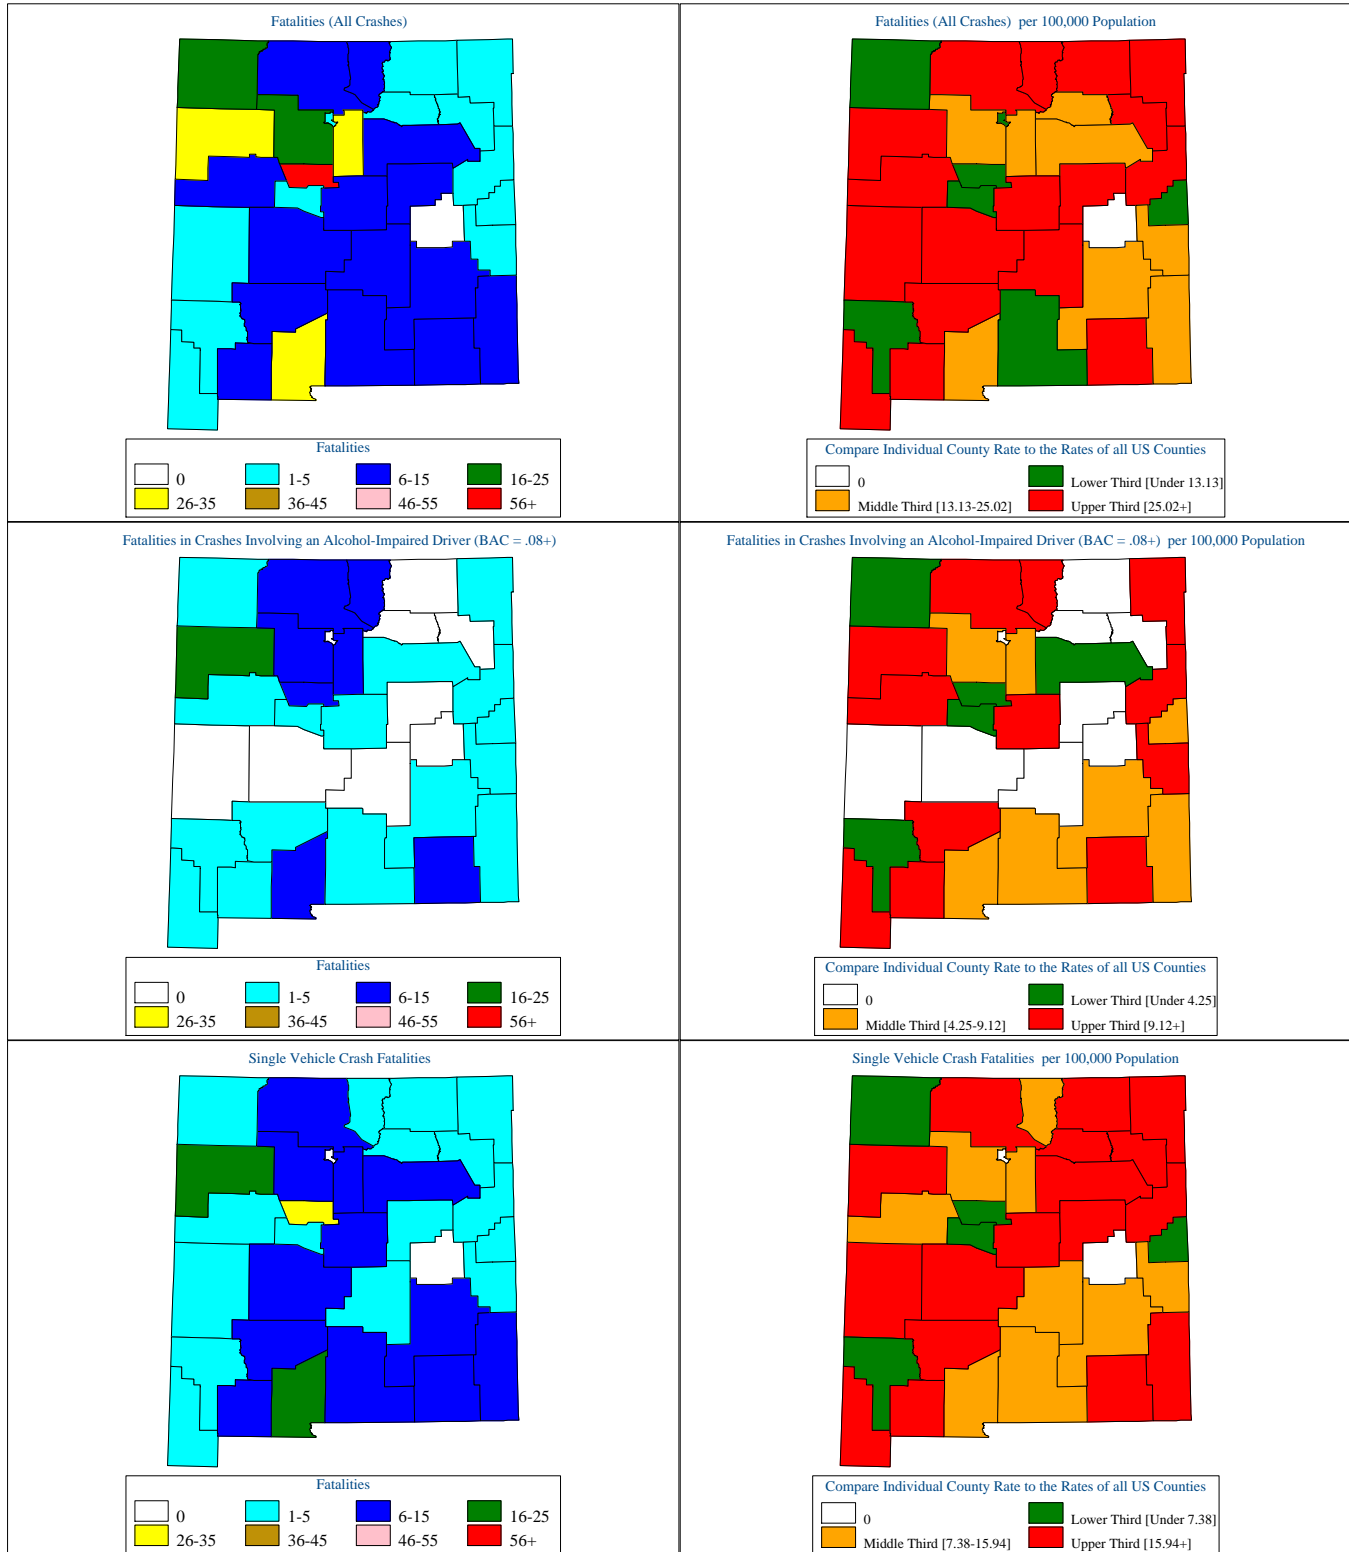 Fatalities (All Crashes)
Fatalities
0
1-5
6-15
16-25
26-35
36-45
46-55
56+
Fatalities (All Crashes) per 100,000 Population
Compare Individual County Rate to the Rates of all US Counties
0
Lower Third [Under 13.13]
Middle Third [13.13-25.02]
Upper Third [25.02+]
Fatalities in Crashes Involving an Alcohol-Impaired Driver (BAC = .08+)
Fatalities
0
1-5
6-15
16-25
26-35
36-45
46-55
56+
Fatalities in Crashes Involving an Alcohol-Impaired Driver (BAC = .08+) per 100,000 Population
Compare Individual County Rate to the Rates of all US Counties
0
Lower Third [Under 4.25]
Middle Third [4.25-9.12]
Upper Third [9.12+]
Single Vehicle Crash Fatalities
Fatalities
0
1-5
6-15
16-25
26-35
36-45
46-55
56+
Single Vehicle Crash Fatalities per 100,000 Population
Compare Individual County Rate to the Rates of all US Counties
0
Lower Third [Under 7.38]
Middle Third [7.38-15.94]
Upper Third [15.94+]